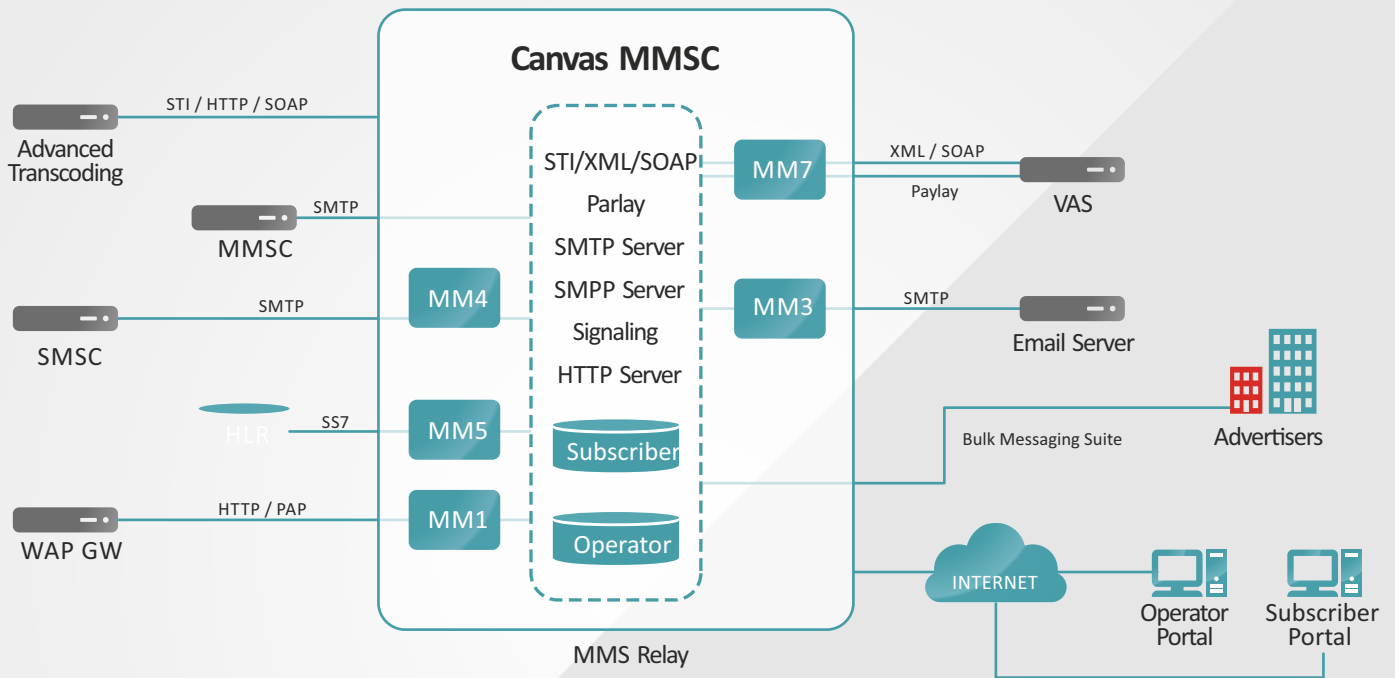 Canvas MMSC
STI / HTTP / SOAP
Advanced
Transcoding
SMTP
MMSC
SMTP
SMSC
HLR
SS7
HTTP / PAP
WAP GW
MM4
MM5
MM1
STI/XML/SOAP
Parlay
SMTP Server
SMPP Server
Signaling
HTTP Server
Subscriber
Operator
MM7
MM3
XML / SOAP
Paylay
VAS
SMTP
Email Server
Bulk Messaging Suite
Advertisers
INTERNET
Operator
Portal
Subscriber
Portal
MMS Relay